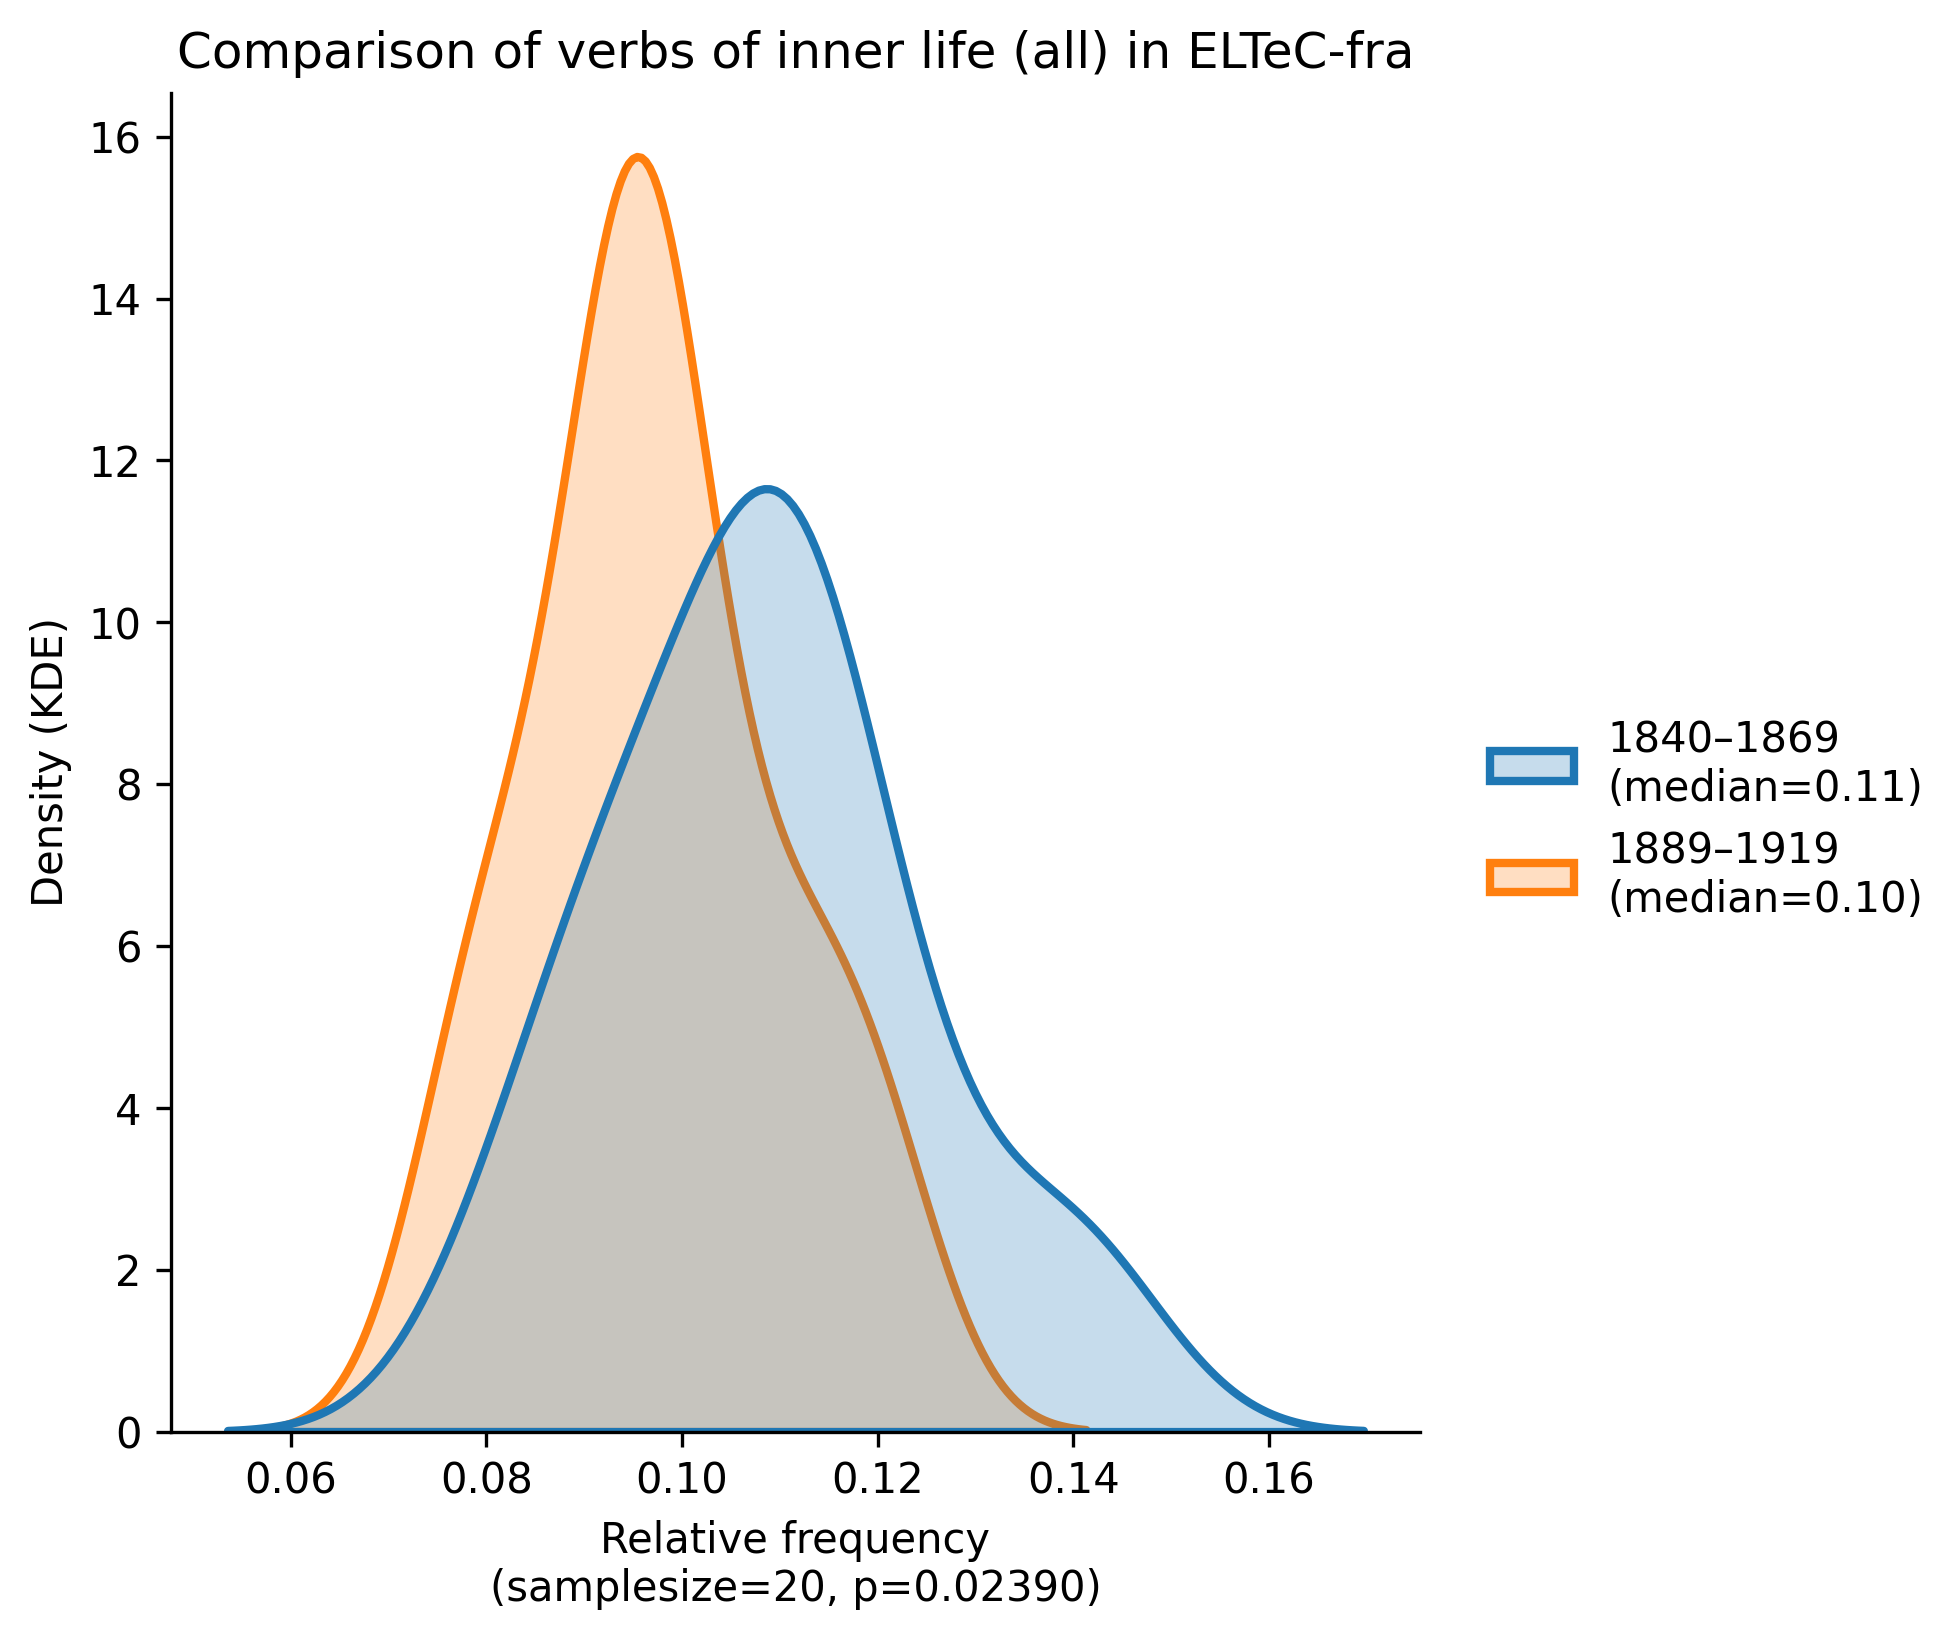 Comparison of verbs of inner life (all) in ELTeC-fra
16
14
12
10
8
6
4
2
0
Density (KDE)
0.06 0.08 0.10 0.12 0.14 0.16
Relative frequency
(samplesize=20, p=0.02390)
1840–1869
(median=0.11)
1889–1919
(median=0.10)